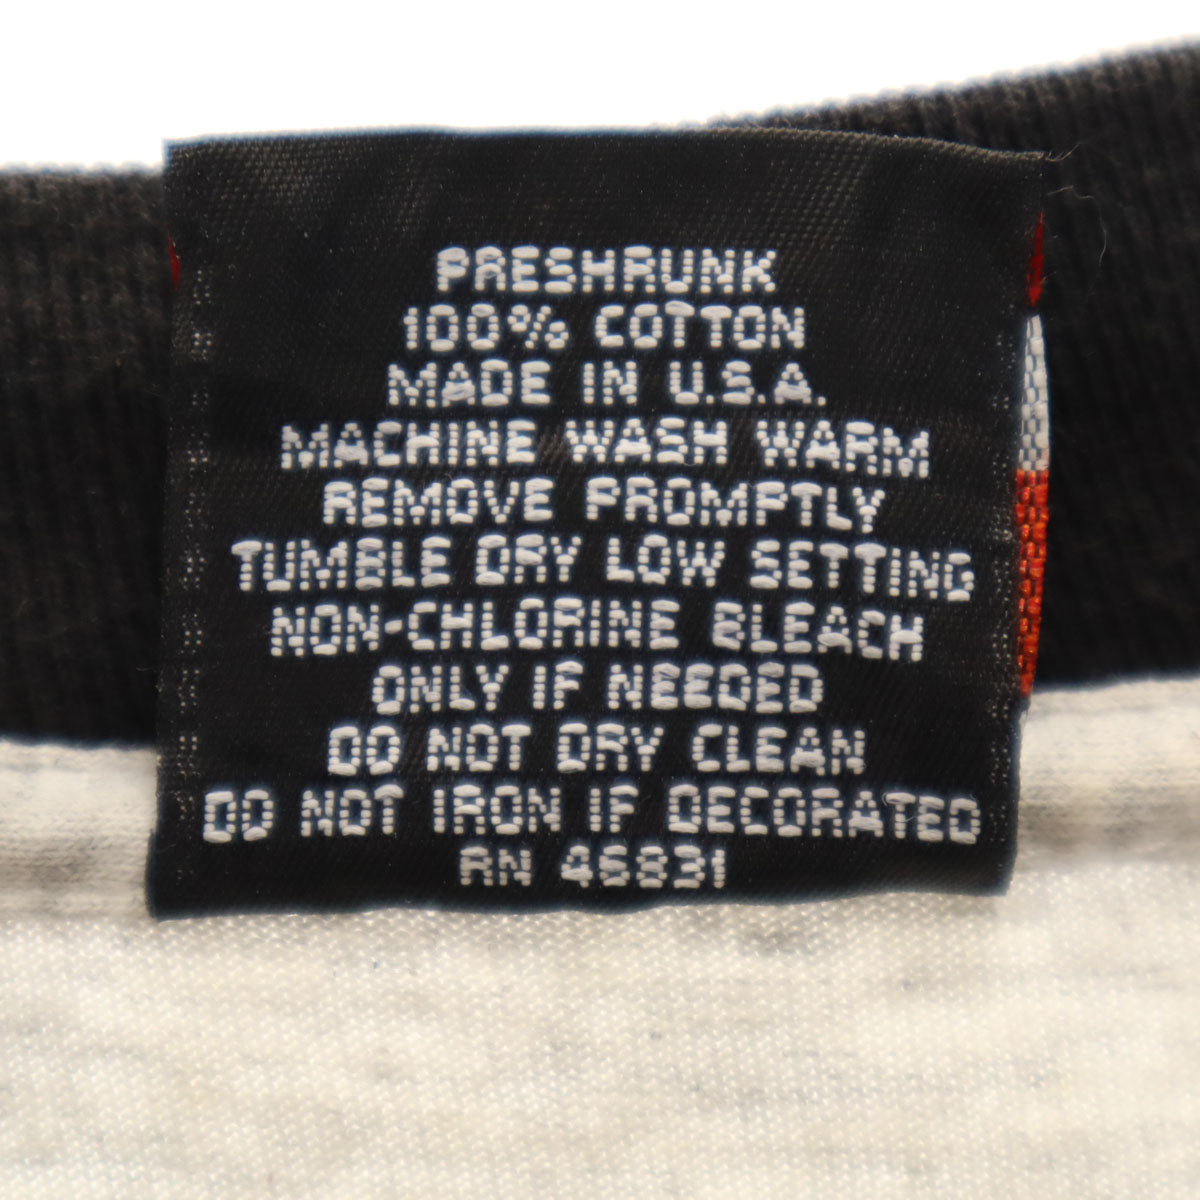 PRESHRUNK
100% COTTON
MADE IN U.S.A.
MACHINE WASH WARM
REMOVE PROMPTLY
TUMBLE DRY LOW SETTING
NON-CHLORINE BLEACH
ONLY IF NEEDED
DO NOT DRY CLEAN
DO NOT IRON IF DECORATED
RN 46831